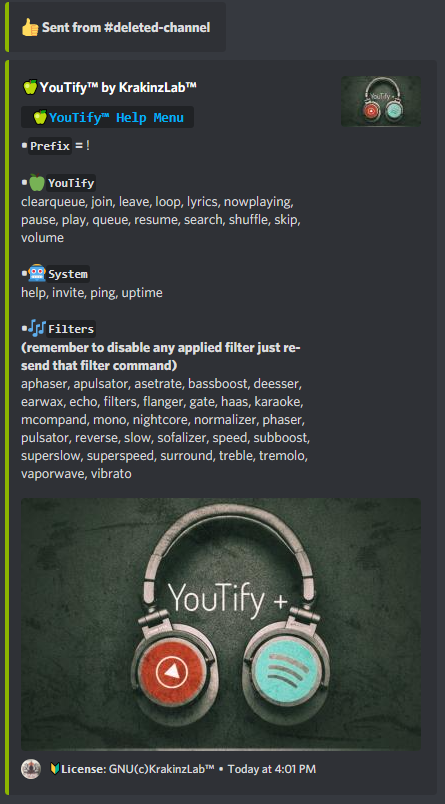 Sent from #deleted-channel
YouTify™ by KrakinzLab™
YouTify™ Help Menu
Prefix = !
YouTify
clearqueue, join, leave, loop, lyrics, nowplaying,
pause, play, queue, resume, search, shuffle, skip,
volume
System
help, invite, ping, uptime
Filters
(remember to disable any applied filter just re-
send that filter command)
aphaser, apulsator, asetrate, bassboost, deesser,
earwax, echo, filters, flanger, gate, haas, karaoke,
mcompand, mono, nightcore, normalizer, phaser,
pulsator, reverse, slow, sofalizer, speed, subboost,
superslow, superspeed, surround, treble, tremolo,
vaporwave, vibrato
YouTify +
YouTify +
License: GNU(c)KrakinzLab™ • Today at 4:01 PM